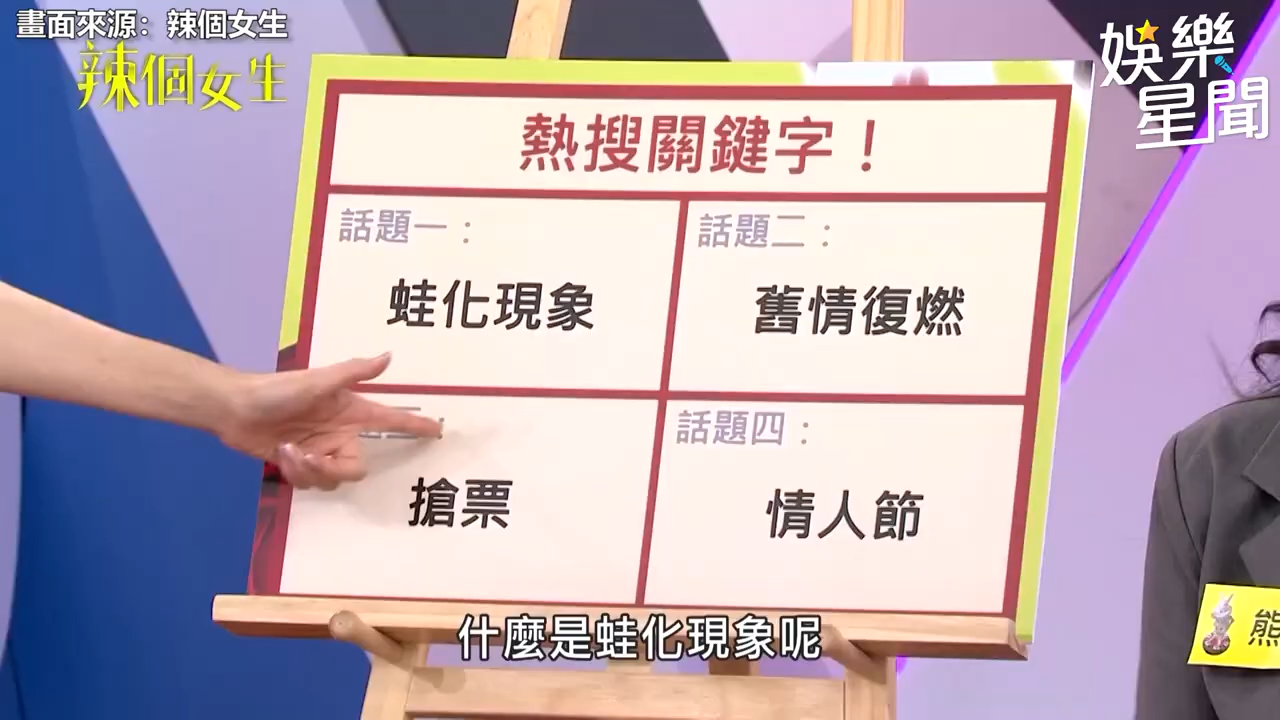 畫面來源：辣個女生
辣個女生
娛樂
星聞
熱搜關鍵字！
話題一：
蛙化現象
話題二：
舊情復燃
搶票
話題四：
情人節
什麼是蛙化現象呢
熊